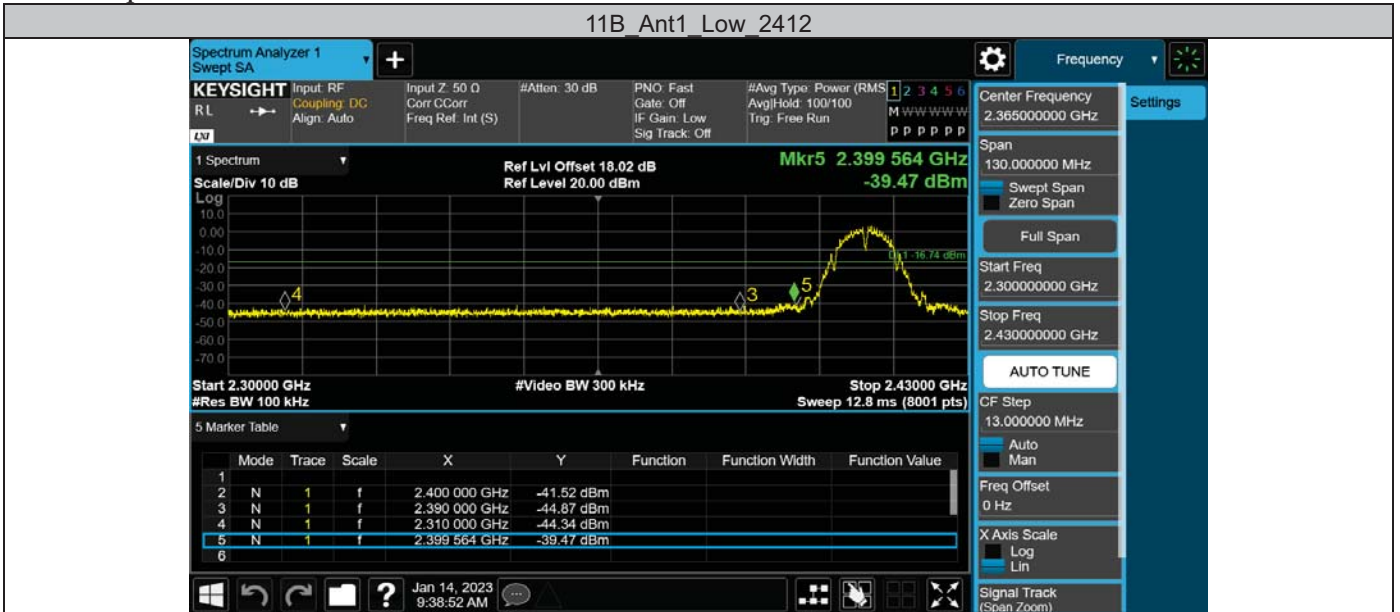 11B_Ant1_Low_2412
Spectrum Analyzer 1
Swept SA
Frequency
KEYSIGHT
RL
LXI
Input: RF
Coupling: DC
Align: Auto
Input Z: 50 Ω
Corr CCorr
Freq Ref: Int (S)
#Atten: 30 dB
PNO: Fast
Gate: Off
IF Gain: Low
Sig Track: Off
#Avg Type: Power (RMS
Avg|Hold: 100/100
Trig: Free Run
1 2 3 4 5 6
M W W W W W
P P P P P P
1 Spectrum
Scale/Div 10 dB
Ref Lvl Offset 18.02 dB
Ref Level 20.00 dBm
Mkr5 2.399 564 GHz
-39.47 dBm
Log
10.0
0.00
-10.0
-20.0
-30.0
-40.0
-50.0
-60.0
-70.0
-16.74 dBm
4
3
5
Start 2.30000 GHz
#Res BW 100 kHz
#Video BW 300 kHz
Stop 2.43000 GHz
Sweep 12.8 ms (8001 pts)
5 Marker Table
Mode Trace Scale X Y Function Function Width Function Value
1
2 N 1 f 2.400 000 GHz -41.52 dBm
3 N 1 f 2.390 000 GHz -44.87 dBm
4 N 1 f 2.310 000 GHz -44.34 dBm
5 N 1 f 2.399 564 GHz -39.47 dBm
6
Jan 14, 2023
9:38:52 AM
Center Frequency
2.365000000 GHz
Settings
Span
130.000000 MHz
Swept Span
Zero Span
Full Span
Start Freq
2.300000000 GHz
Stop Freq
2.430000000 GHz
AUTO TUNE
CF Step
13.000000 MHz
Auto
Man
Freq Offset
0 Hz
X Axis Scale
Log
Lin
Signal Track
(Span Zoom)